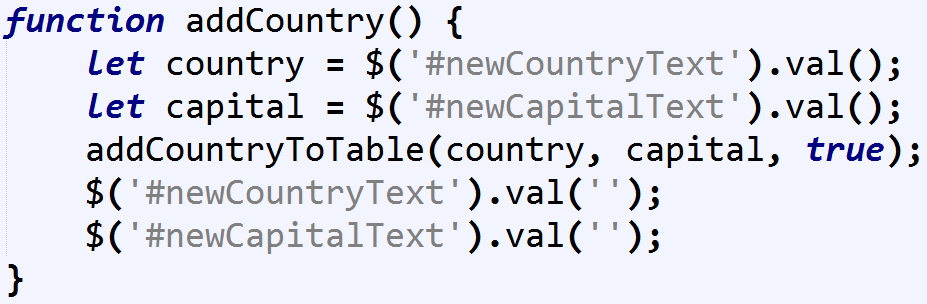 function addCountry() {
    let country = $('#newCountryText').val();
    let capital = $('#newCapitalText').val();
    addCountryToTable(country, capital, true);
    $('#newCountryText').val('');
    $('#newCapitalText').val('');
}